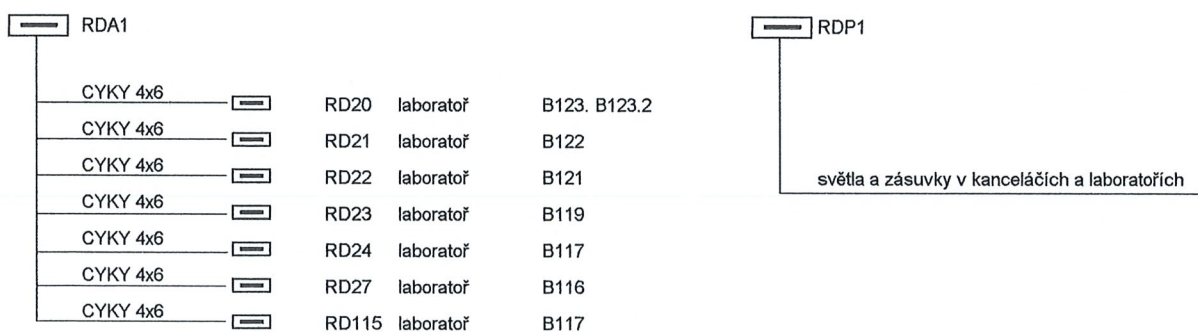 RDA1
CYKY 4x6 RD20 laboratoř B123. B123.2
CYKY 4x6 RD21 laboratoř B122
CYKY 4x6 RD22 laboratoř B121
CYKY 4x6 RD23 laboratoř B119
CYKY 4x6 RD24 laboratoř B117
CYKY 4x6 RD27 laboratoř B116
CYKY 4x6 RD115 laboratoř B117
RDP1
světla a zásuvky v kanceláčích a laboratořích